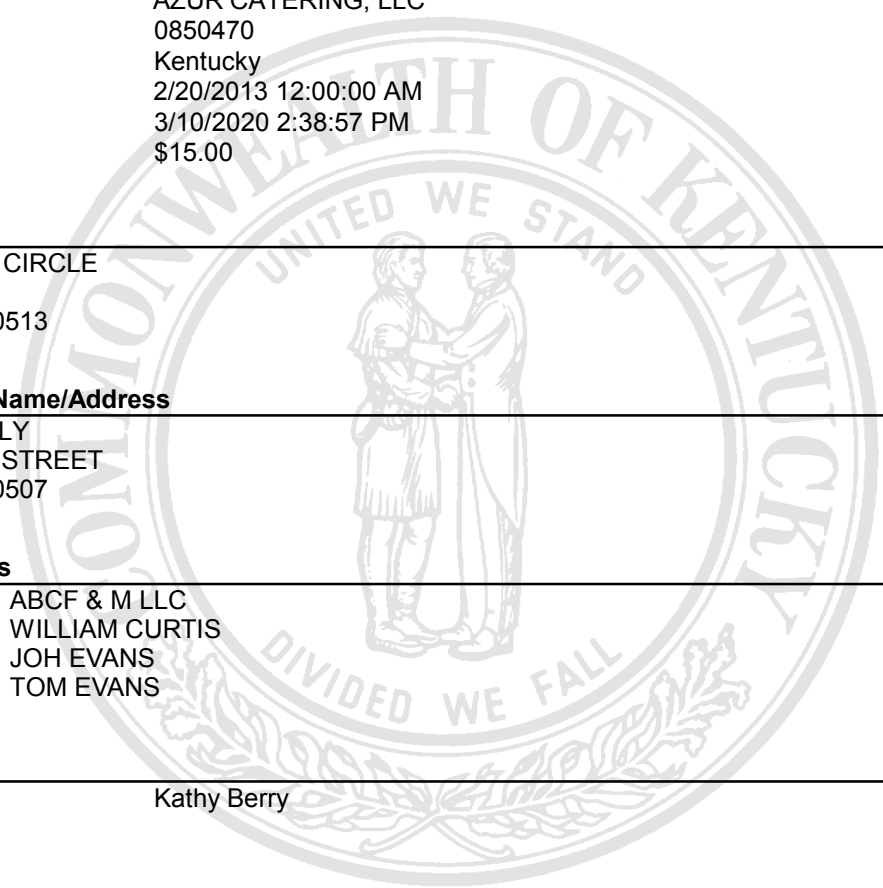 AZUR CATERING, LLC
0850470
Kentucky
2/20/2013 12:00:00 AM
3/10/2020 2:38:57 PM
$15.00
COMMONWEALTH OF KENTUCKY
UNITED WE STAND
CIRCLE
0513
Name/Address
LY
STREET
0507
s
ABCF & M LLC
WILLIAM CURTIS
JOH EVANS
TOM EVANS
DIVIDED WE FALL
Kathy Berry